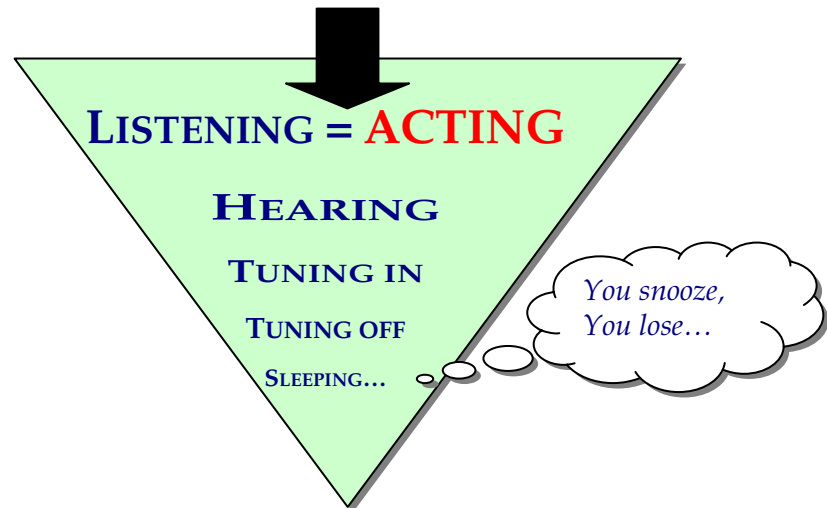 LISTENING = ACTING
HEARING
TUNING IN
TUNING OFF
SLEEPING…
You snooze,
You lose…